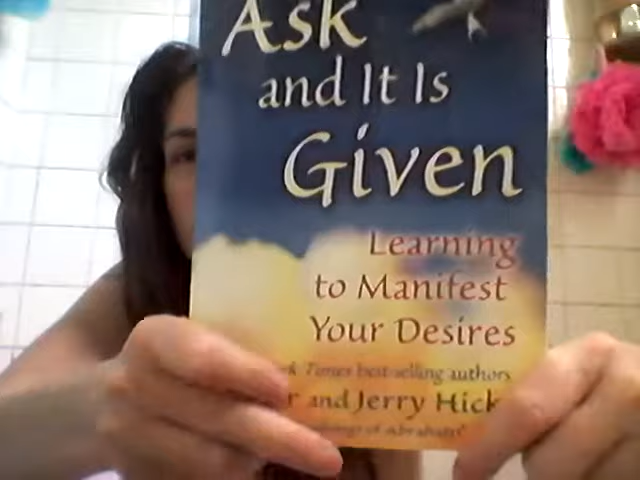 Ask
and It Is
Given
Learning
to Manifest
Your Desires
Times best-selling authors
and Jerry Hick